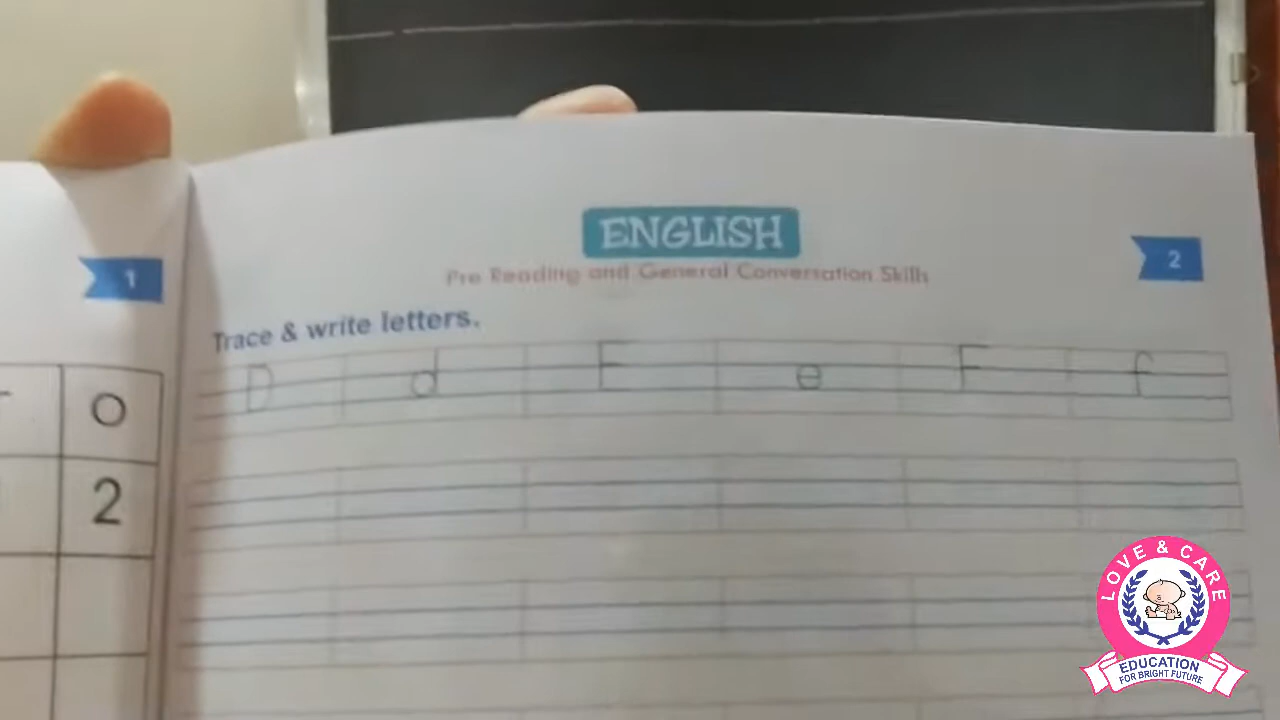 1
O
2
ENGLISH
2
Pre Reading and General Conversation Skills
Trace & write letters.
D d E e F f
LOVE & CARE
EDUCATION
FOR BRIGHT FUTURE